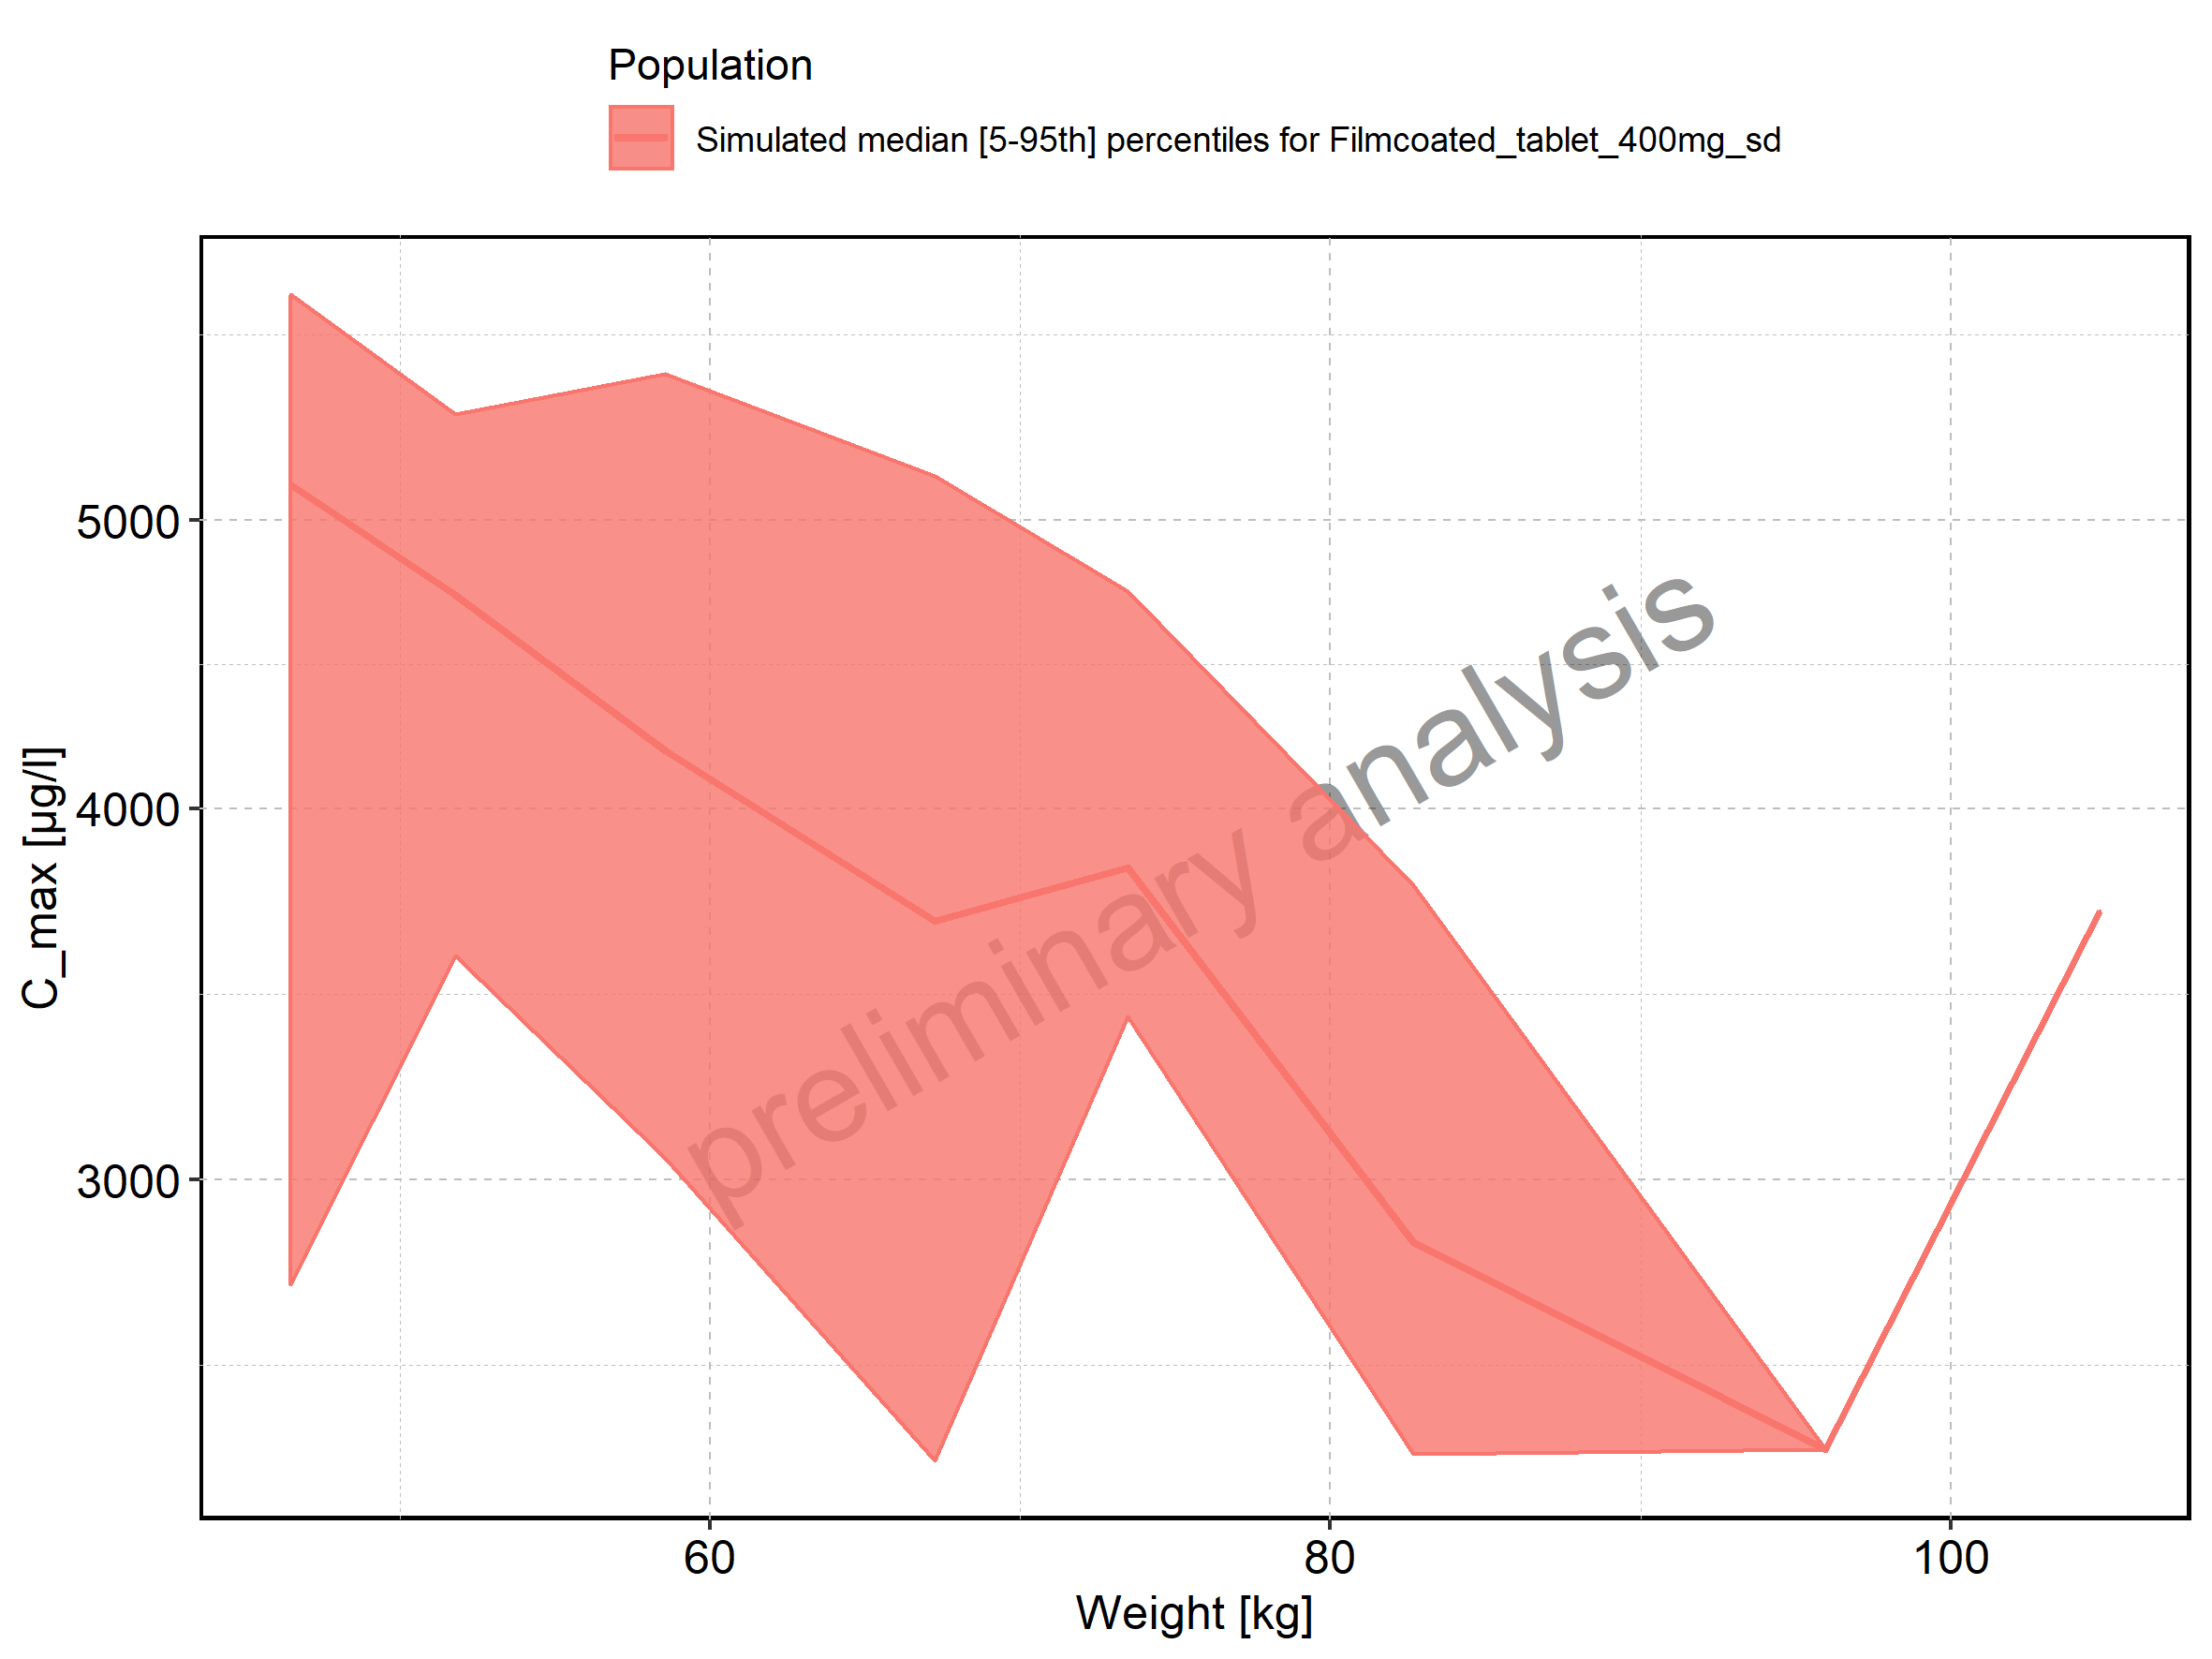 Population
Simulated median [5-95th] percentiles for Filmcoated_tablet_400mg_sd
C_max [µg/l]
5000
4000
3000
preliminary analysis
60
80
100
Weight [kg]